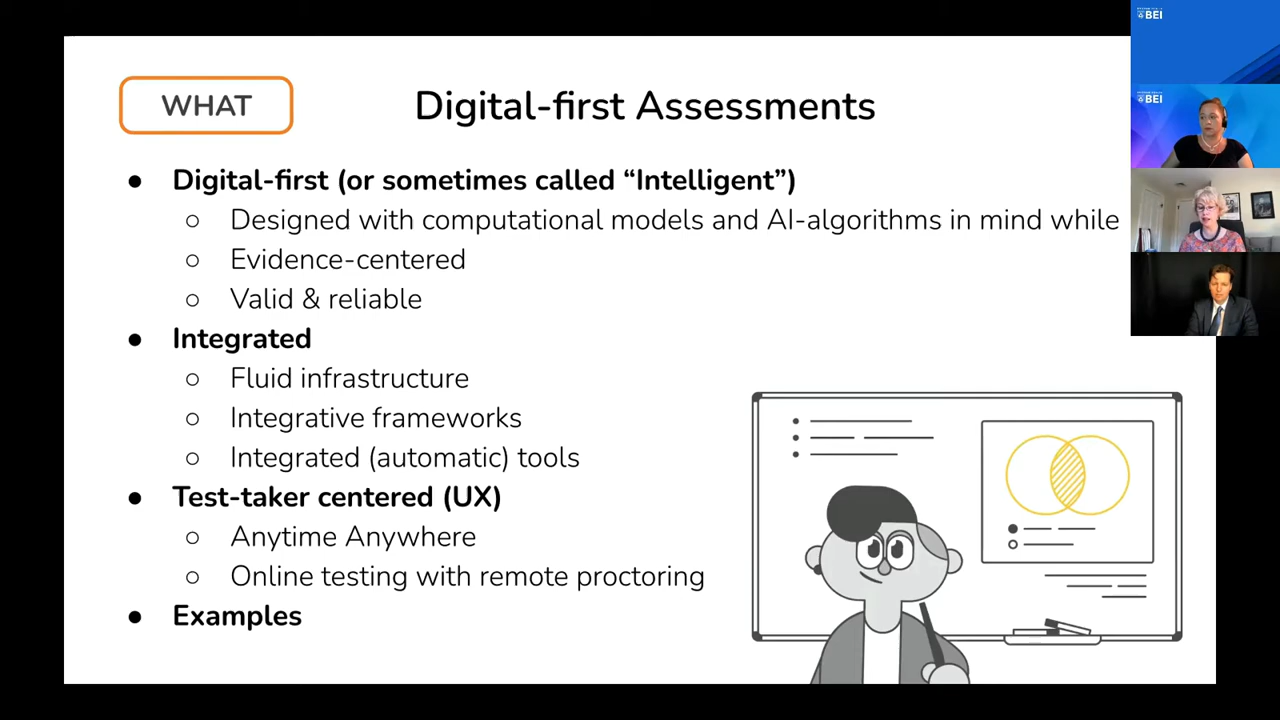 WHAT
Digital-first Assessments
● Digital-first (or sometimes called “Intelligent”)
○ Designed with computational models and AI-algorithms in mind while
○ Evidence-centered
○ Valid & reliable
● Integrated
○ Fluid infrastructure
○ Integrative frameworks
○ Integrated (automatic) tools
● Test-taker centered (UX)
○ Anytime Anywhere
○ Online testing with remote proctoring
● Examples
BEI
BEI